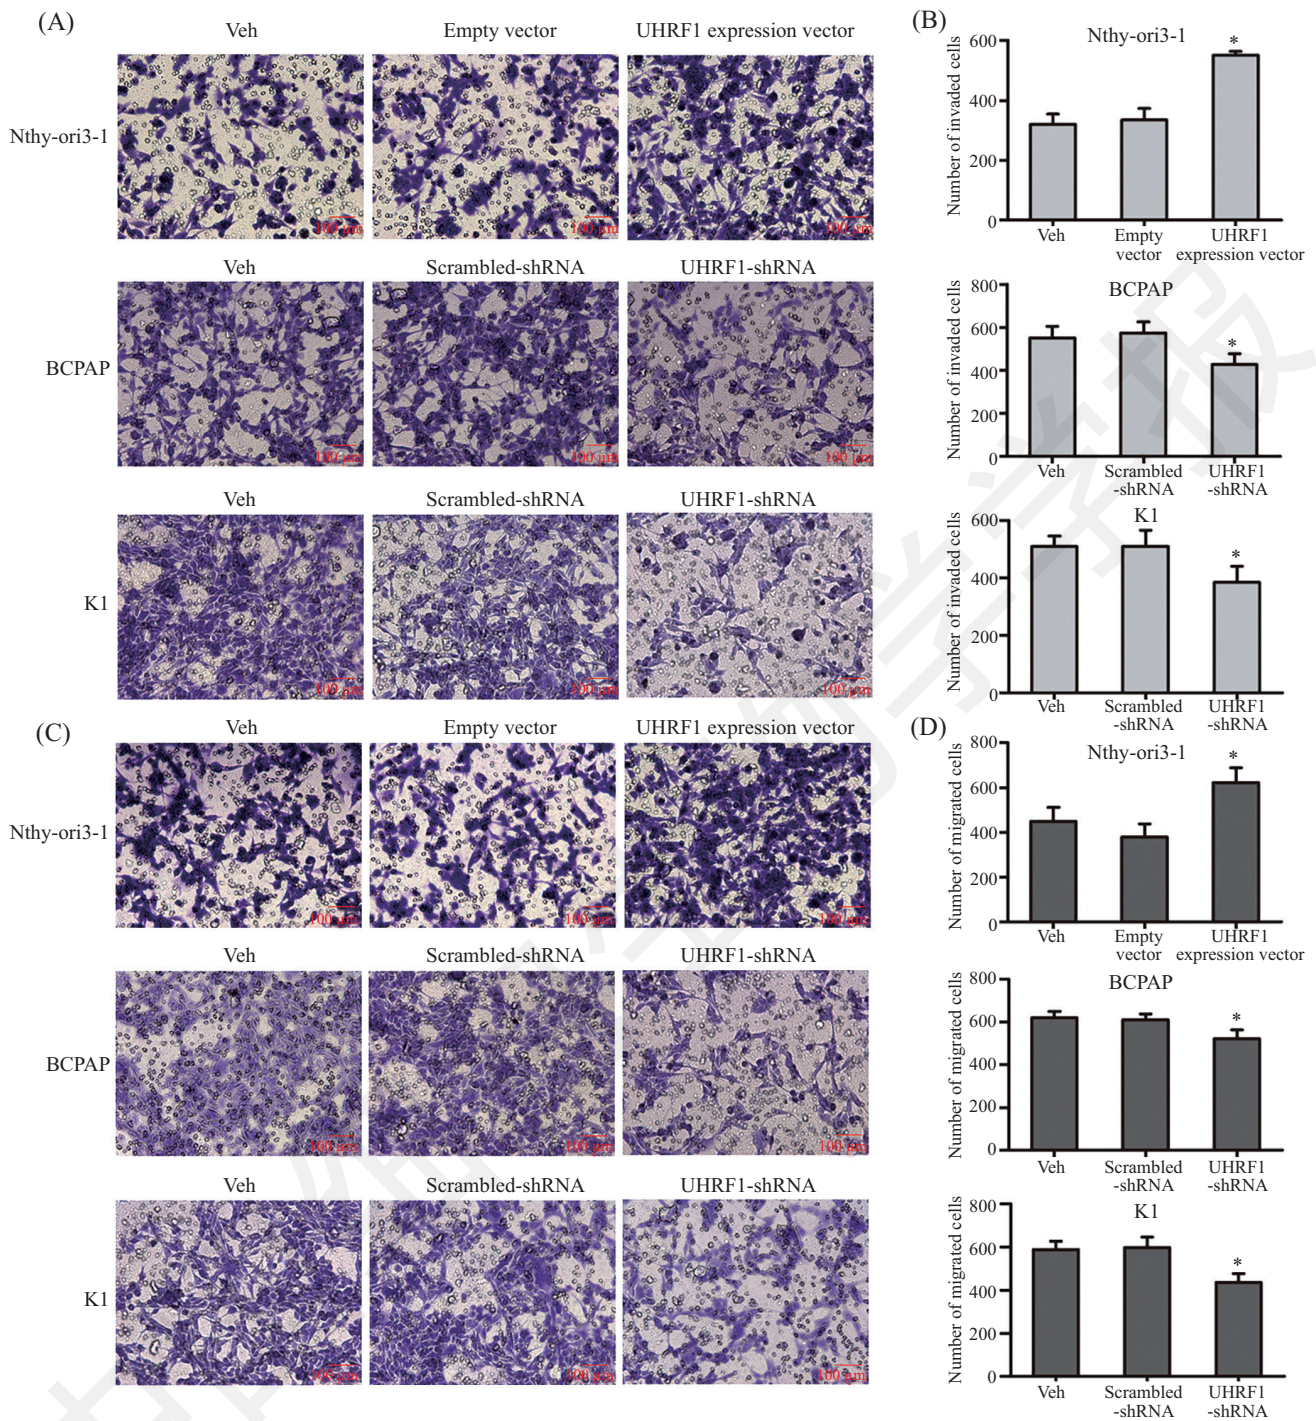 (A)
Veh Empty vector UHRF1 expression vector
Nthy-ori3-1
100 μm 100 μm 100 μm
Veh Scrambled-shRNA UHRF1-shRNA
BCPAP
100 μm 100 μm 100 μm
Veh Scrambled-shRNA UHRF1-shRNA
K1
100 μm 100 μm 100 μm
(B)
Nthy-ori3-1
Number of invaded cells
600
400
200
0
*
Veh Empty vector UHRF1 expression vector
BCPAP
Number of invaded cells
800
600
400
200
0
*
Veh Scrambled-shRNA UHRF1-shRNA
K1
Number of invaded cells
600
400
200
0
*
Veh Scrambled-shRNA UHRF1-shRNA
(C)
Veh Empty vector UHRF1 expression vector
Nthy-ori3-1
100 μm 100 μm 100 μm
Veh Scrambled-shRNA UHRF1-shRNA
BCPAP
100 μm 100 μm 100 μm
Veh Scrambled-shRNA UHRF1-shRNA
K1
100 μm 100 μm 100 μm
(D)
Nthy-ori3-1
Number of migrated cells
800
600
400
200
0
*
Veh Empty vector UHRF1 expression vector
BCPAP
Number of migrated cells
800
600
400
200
0
*
Veh Scrambled-shRNA UHRF1-shRNA
K1
Number of migrated cells
800
600
400
200
0
*
Veh Scrambled-shRNA UHRF1-shRNA
学报